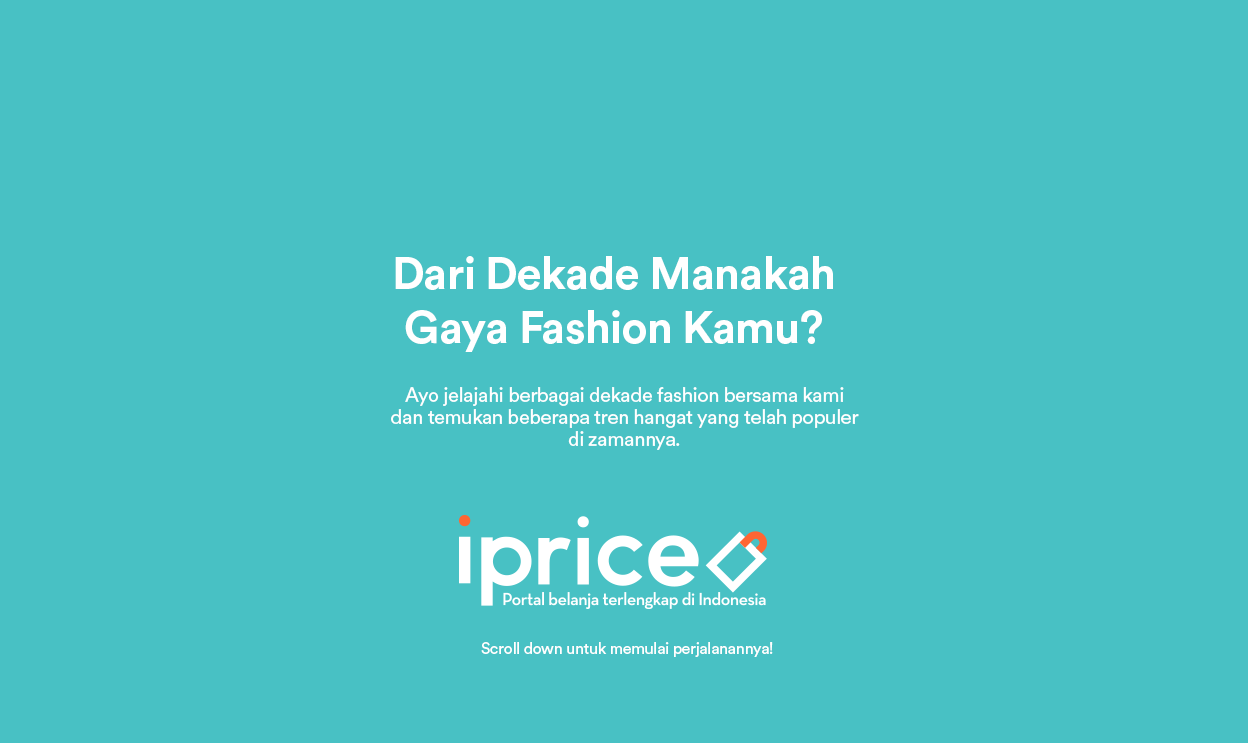 Dari Dekade Manakah
Gaya Fashion Kamu?
Ayo jelajahi berbagai dekade fashion bersama kami
dan temukan beberapa tren hangat yang telah populer
di zamannya.
iprice
Portal belanja terlengkap di Indonesia
Scroll down untuk memulai perjalanannya!